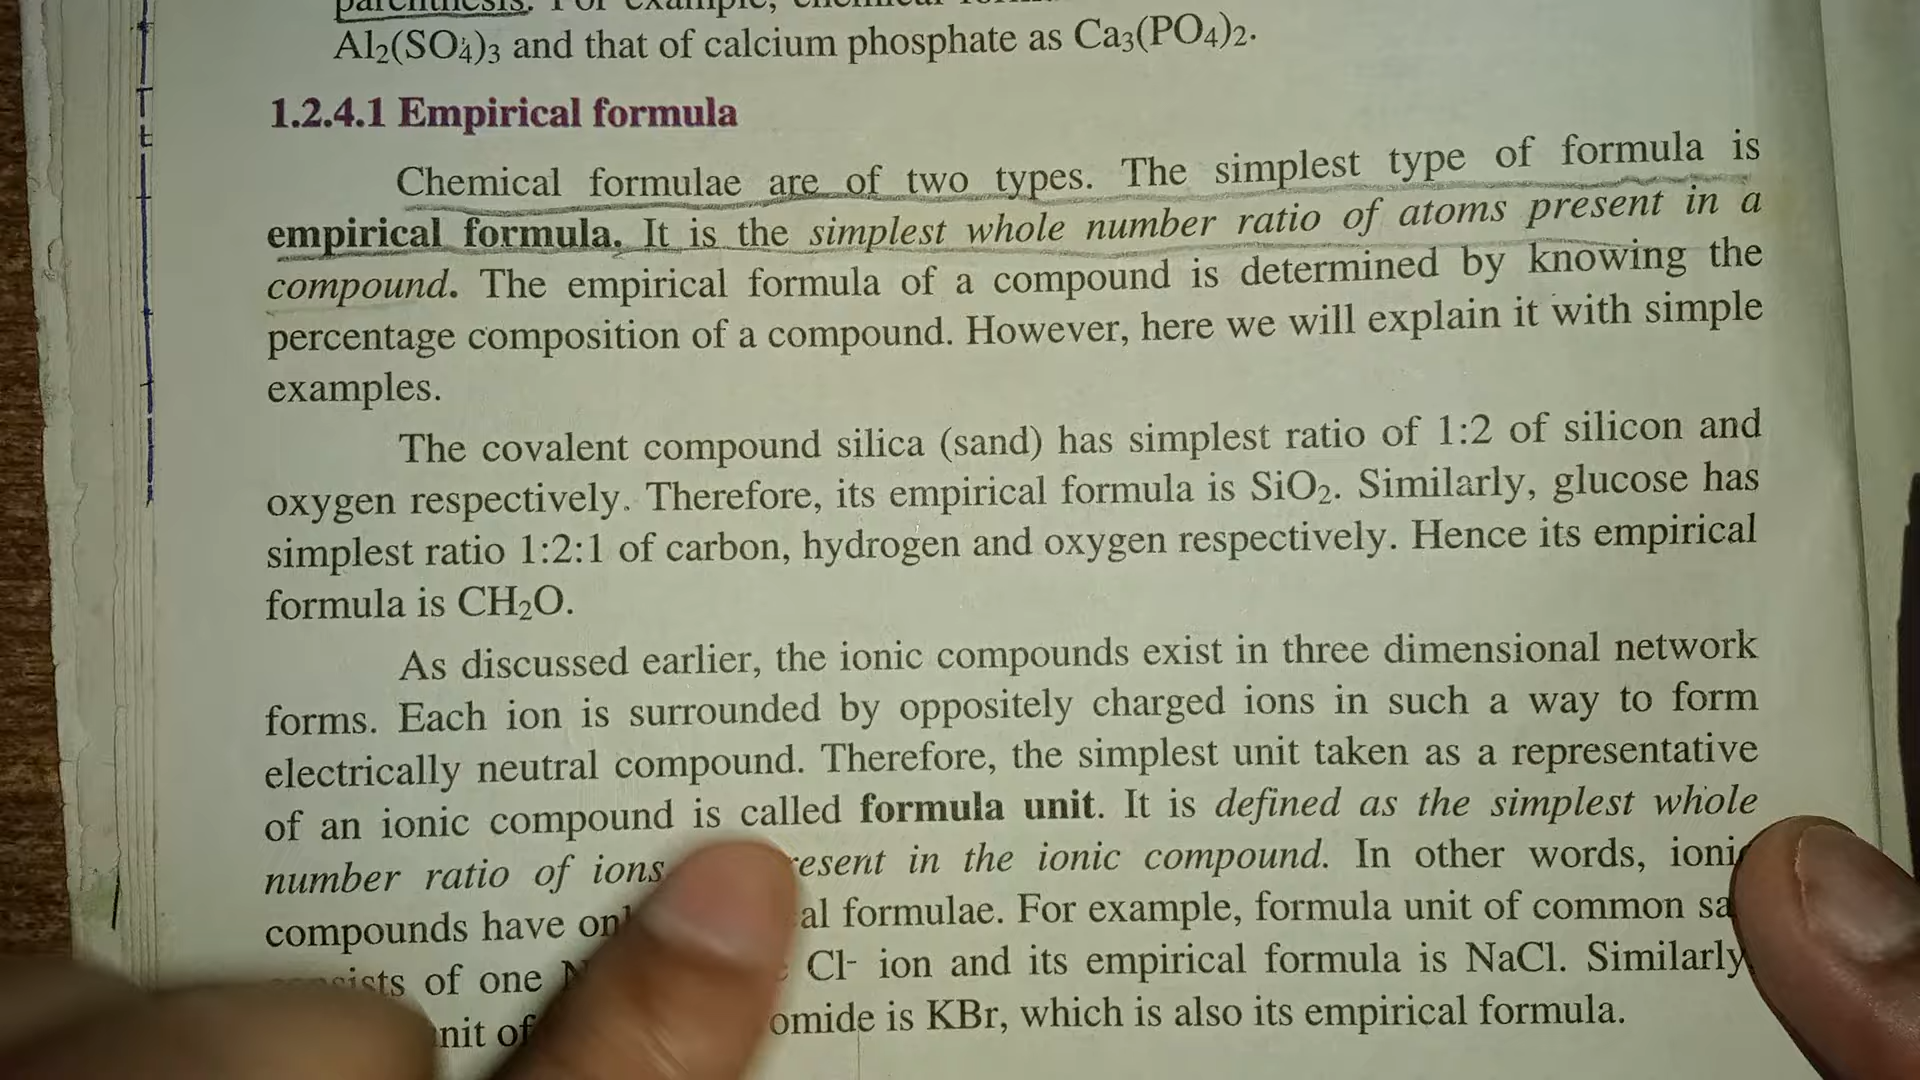 parenthesis. For example,
Al₂(SO₄)₃ and that of calcium phosphate as Ca₃(PO₄)₂.
1.2.4.1 Empirical formula
Chemical formulae are of two types. The simplest type of formula is
empirical formula. It is the simplest whole number ratio of atoms present in a
compound. The empirical formula of a compound is determined by knowing the
percentage composition of a compound. However, here we will explain it with simple
examples.
The covalent compound silica (sand) has simplest ratio of 1:2 of silicon and
oxygen respectively. Therefore, its empirical formula is SiO₂. Similarly, glucose has
simplest ratio 1:2:1 of carbon, hydrogen and oxygen respectively. Hence its empirical
formula is CH₂O.
As discussed earlier, the ionic compounds exist in three dimensional network
forms. Each ion is surrounded by oppositely charged ions in such a way to form
electrically neutral compound. Therefore, the simplest unit taken as a representative
of an ionic compound is called formula unit. It is defined as the simplest whole
number ratio of ions in the ionic compound. In other words,
compounds have formulae. For example, formula unit of common
of one Cl⁻ ion and its empirical formula is NaCl. Similarly
of is KBr, which is also its empirical formula.